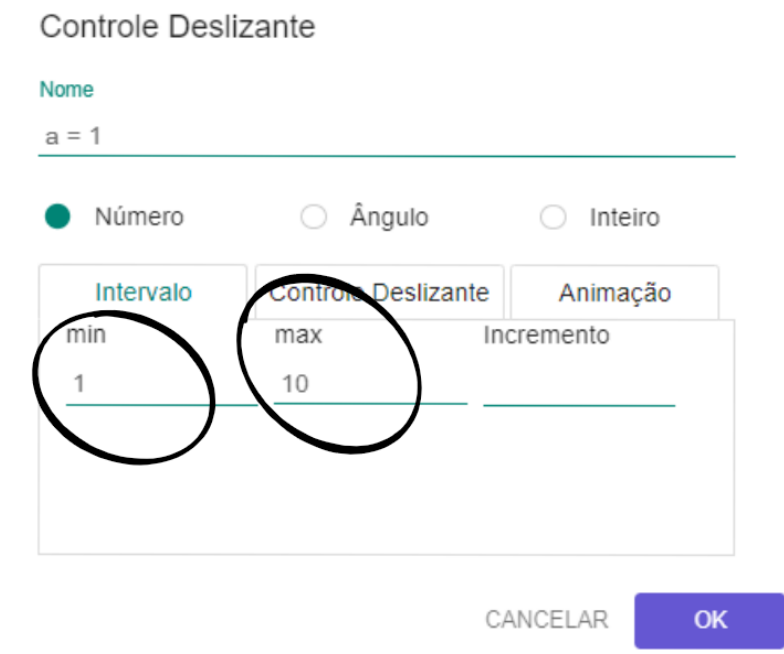 Controle Deslizante
Nome
a = 1
Número Ângulo Inteiro
Intervalo Controle Deslizante Animação
min max Incremento
1 10
CANCELAR OK